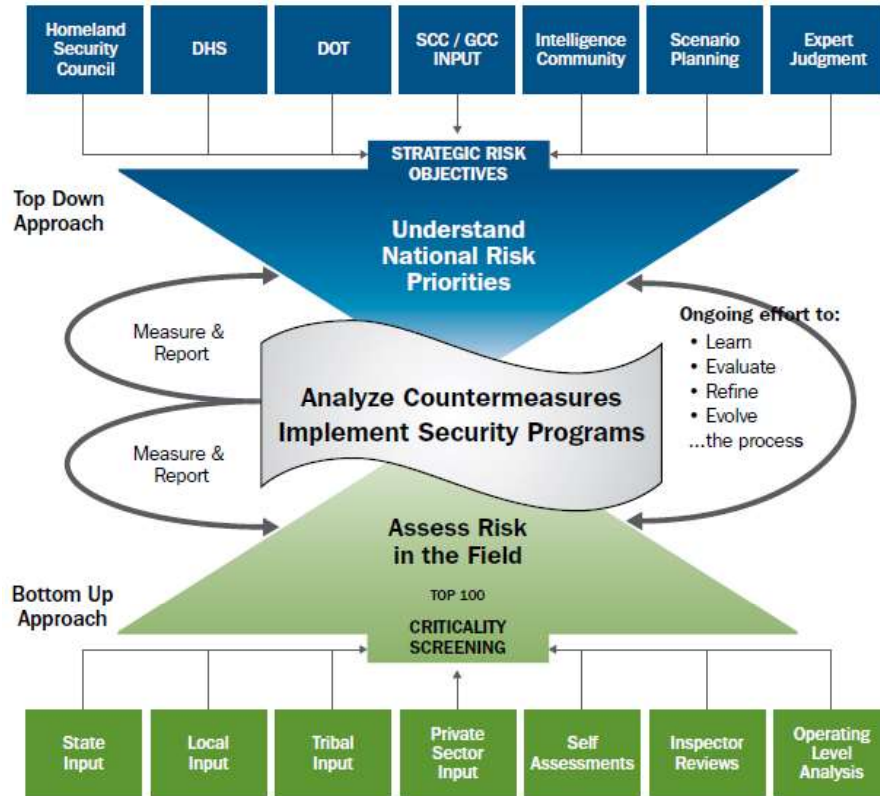 Homeland
Security
Council
DHS
DOT
SCC / GCC
INPUT
Intelligence
Community
Scenario
Planning
Expert
Judgment
STRATEGIC RISK
OBJECTIVES
Top Down
Approach
Understand
National Risk
Priorities
Measure &
Report
Ongoing effort to:
• Learn
• Evaluate
• Refine
• Evolve
...the process
Analyze Countermeasures
Implement Security Programs
Measure &
Report
Assess Risk
in the Field
TOP 100
Bottom Up
Approach
CRITICALITY
SCREENING
State
Input
Local
Input
Tribal
Input
Private
Sector
Input
Self
Assessments
Inspector
Reviews
Operating
Level
Analysis